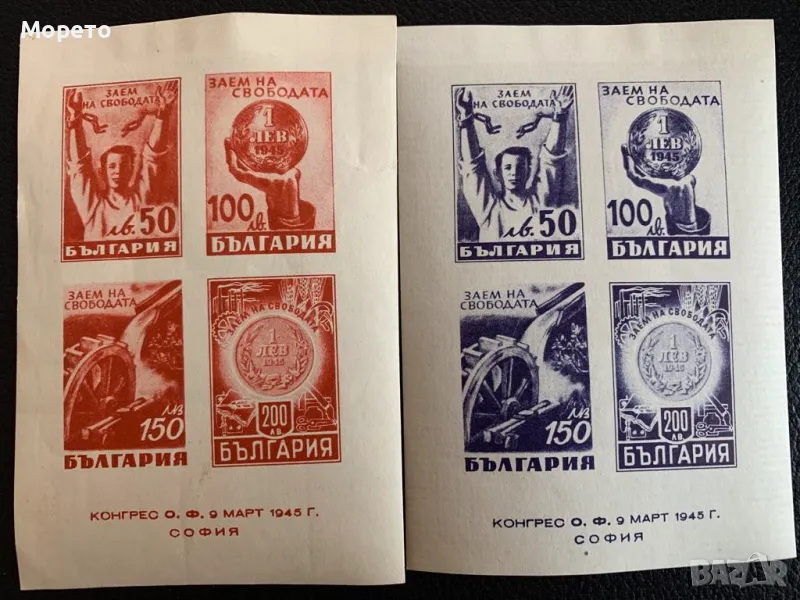 Морето
ЗАЕМ
НА СВОБОДАТА
лв. 50
БЪЛГАРИЯ
ЗАЕМ НА
СВОБОДАТА
1
ЛЕВ
1945
100 лв.
БЪЛГАРИЯ
ЗАЕМ НА
СВОБОДАТА
150 лв
БЪЛГАРИЯ
ЗАЕМ НА СВОБОДАТА
1
ЛЕВ
1945
200
ЛВ.
БЪЛГАРИЯ
КОНГРЕС О. Ф. 9 МАРТ 1945 Г.
СОФИЯ
ЗАЕМ
НА СВОБОДАТА
лв. 50
БЪЛГАРИЯ
ЗАЕМ НА
СВОБОДАТА
1
ЛЕВ
1945
100 лв.
БЪЛГАРИЯ
ЗАЕМ НА
СВОБОДАТА
150 лв
БЪЛГАРИЯ
ЗАЕМ НА СВОБОДАТА
1
ЛЕВ
1945
200
ЛВ.
БЪЛГАРИЯ
КОНГРЕС О. Ф. 9 МАРТ 1945 Г.
СОФИЯ
BAZAR